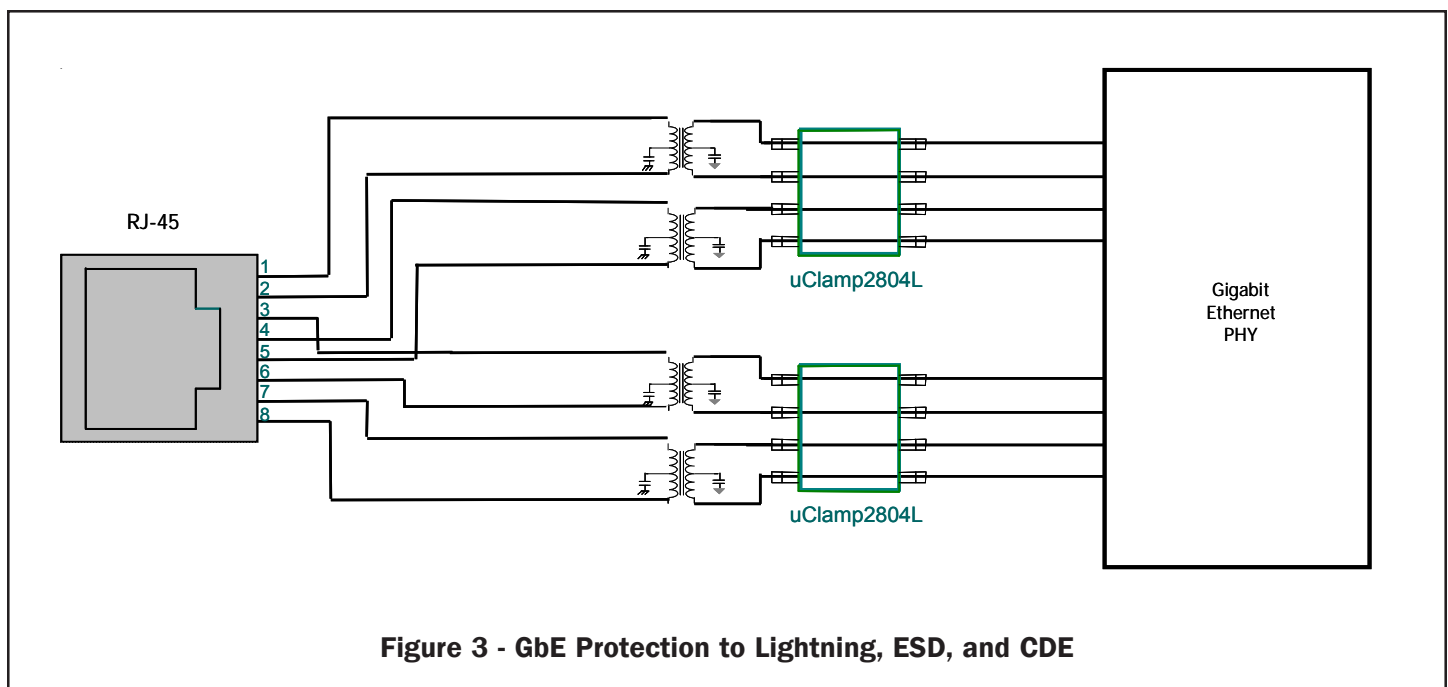 RJ-45
1
2
3
4
5
6
7
8
uClamp2804L
uClamp2804L
Gigabit
Ethernet
PHY
Figure 3 - GbE Protection to Lightning, ESD, and CDE